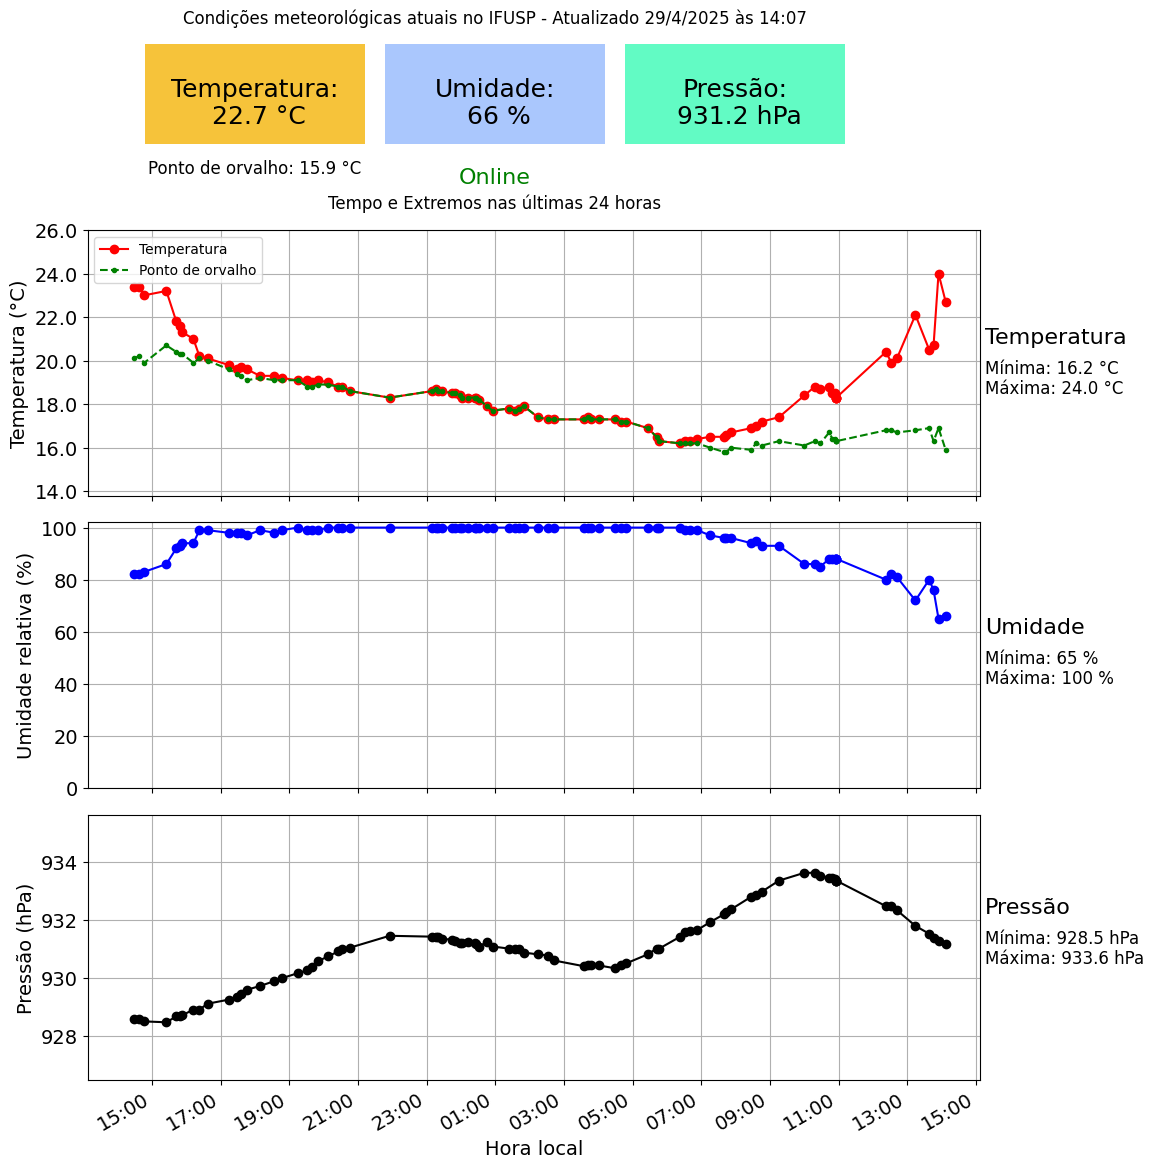 Condições meteorológicas atuais no IFUSP - Atualizado 29/4/2025 às 14:07
Temperatura:
22.7 °C
Umidade:
66 %
Pressão:
931.2 hPa
Ponto de orvalho: 15.9 °C
Online
Tempo e Extremos nas últimas 24 horas
Temperatura (°C)
26.0
24.0
22.0
20.0
18.0
16.0
14.0
Temperatura
Ponto de orvalho
Temperatura
Mínima: 16.2 °C
Máxima: 24.0 °C
Umidade relativa (%)
100
80
60
40
20
0
Umidade
Mínima: 65 %
Máxima: 100 %
Pressão (hPa)
934
932
930
928
Pressão
Mínima: 928.5 hPa
Máxima: 933.6 hPa
15:00
17:00
19:00
21:00
23:00
01:00
03:00
05:00
07:00
09:00
11:00
13:00
15:00
Hora local